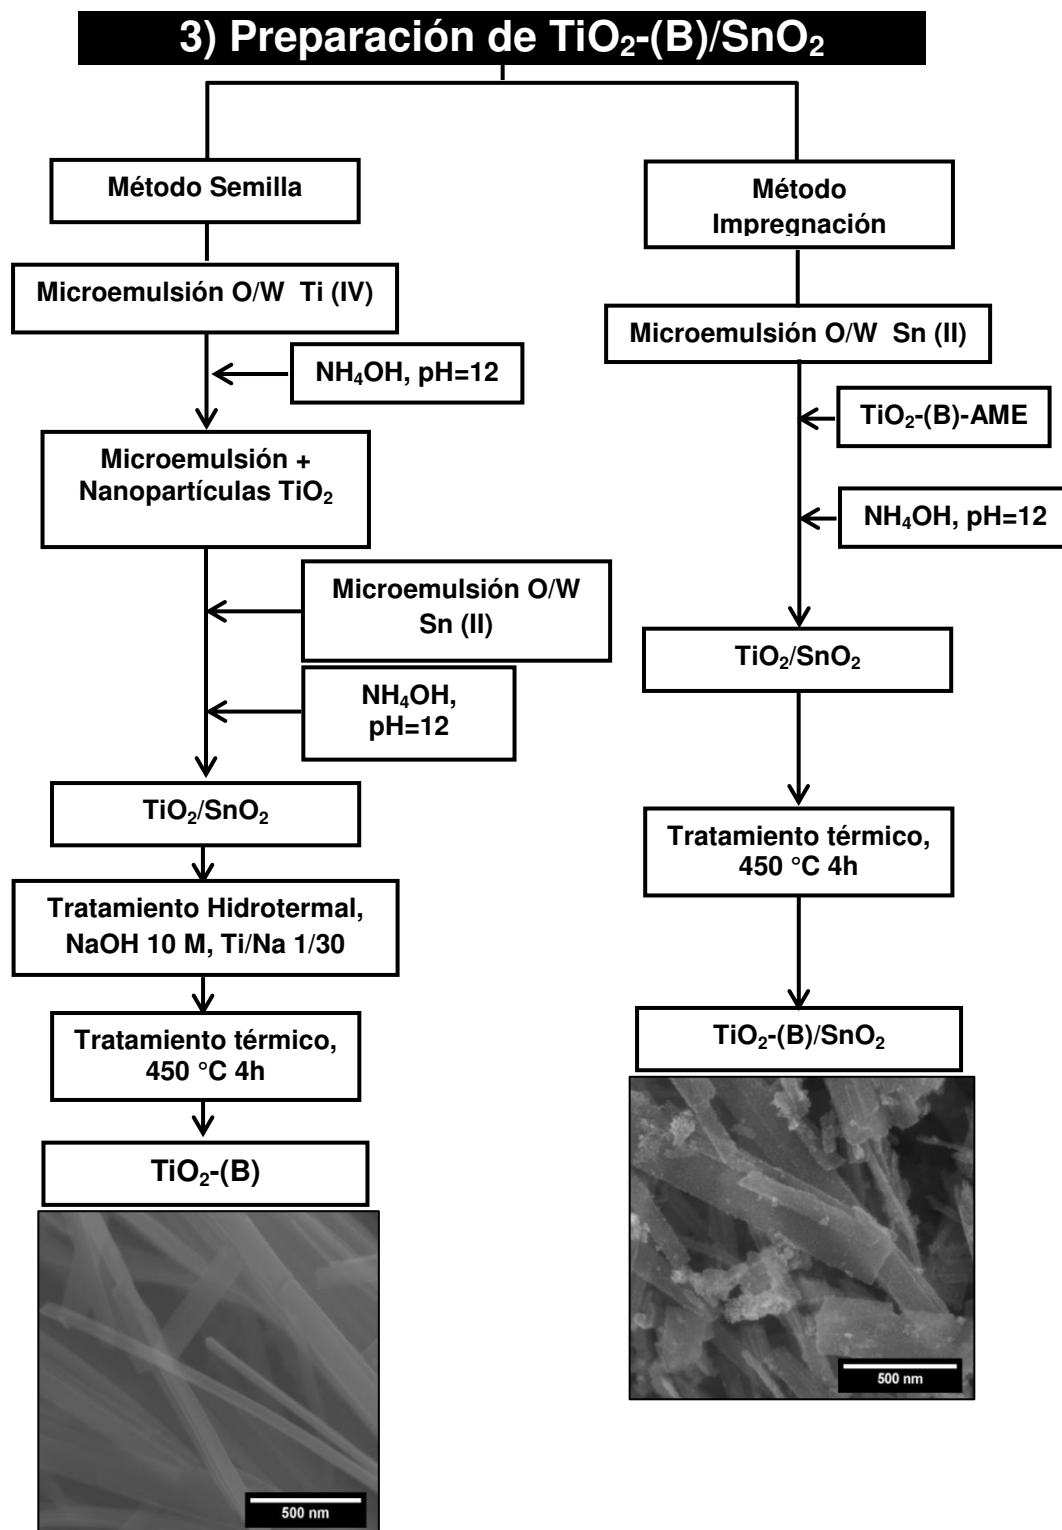 3) Preparación de TiO₂-(B)/SnO₂
Método Semilla
Microemulsión O/W Ti (IV)
NH₄OH, pH=12
Microemulsión +
Nanopartículas TiO₂
Microemulsión O/W
Sn (II)
NH₄OH,
pH=12
TiO₂/SnO₂
Tratamiento Hidrotermal,
NaOH 10 M, Ti/Na 1/30
Tratamiento térmico,
450 °C 4h
TiO₂-(B)
500 nm
Método
Impregnación
Microemulsión O/W Sn (II)
TiO₂-(B)-AME
NH₄OH, pH=12
TiO₂/SnO₂
Tratamiento térmico,
450 °C 4h
TiO₂-(B)/SnO₂
500 nm